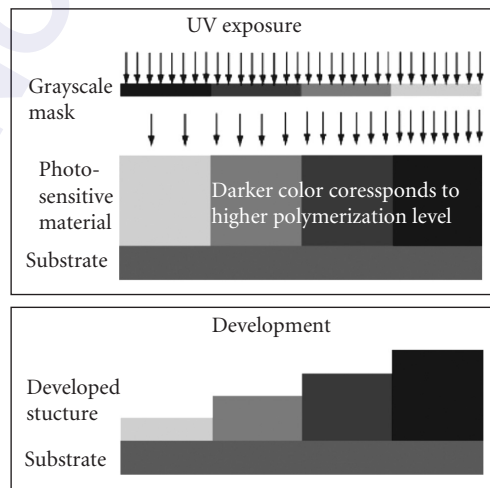 UV exposure
Grayscale
mask
Photo-
sensitive
material
Darker color coressponds to
higher polymerization level
Substrate
Development
Developed
stucture
Substrate